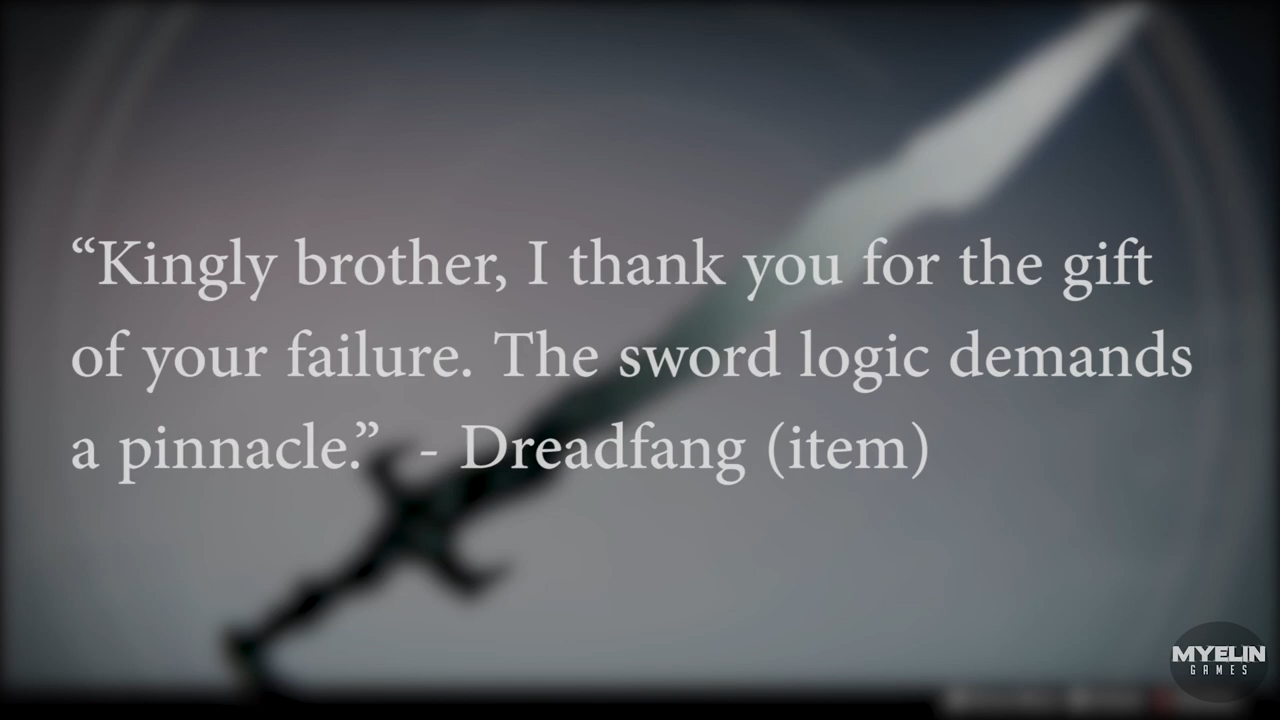 “Kingly brother, I thank you for the gift
of your failure. The sword logic demands
a pinnacle.” - Dreadfang (item)
MYELIN
GAMES